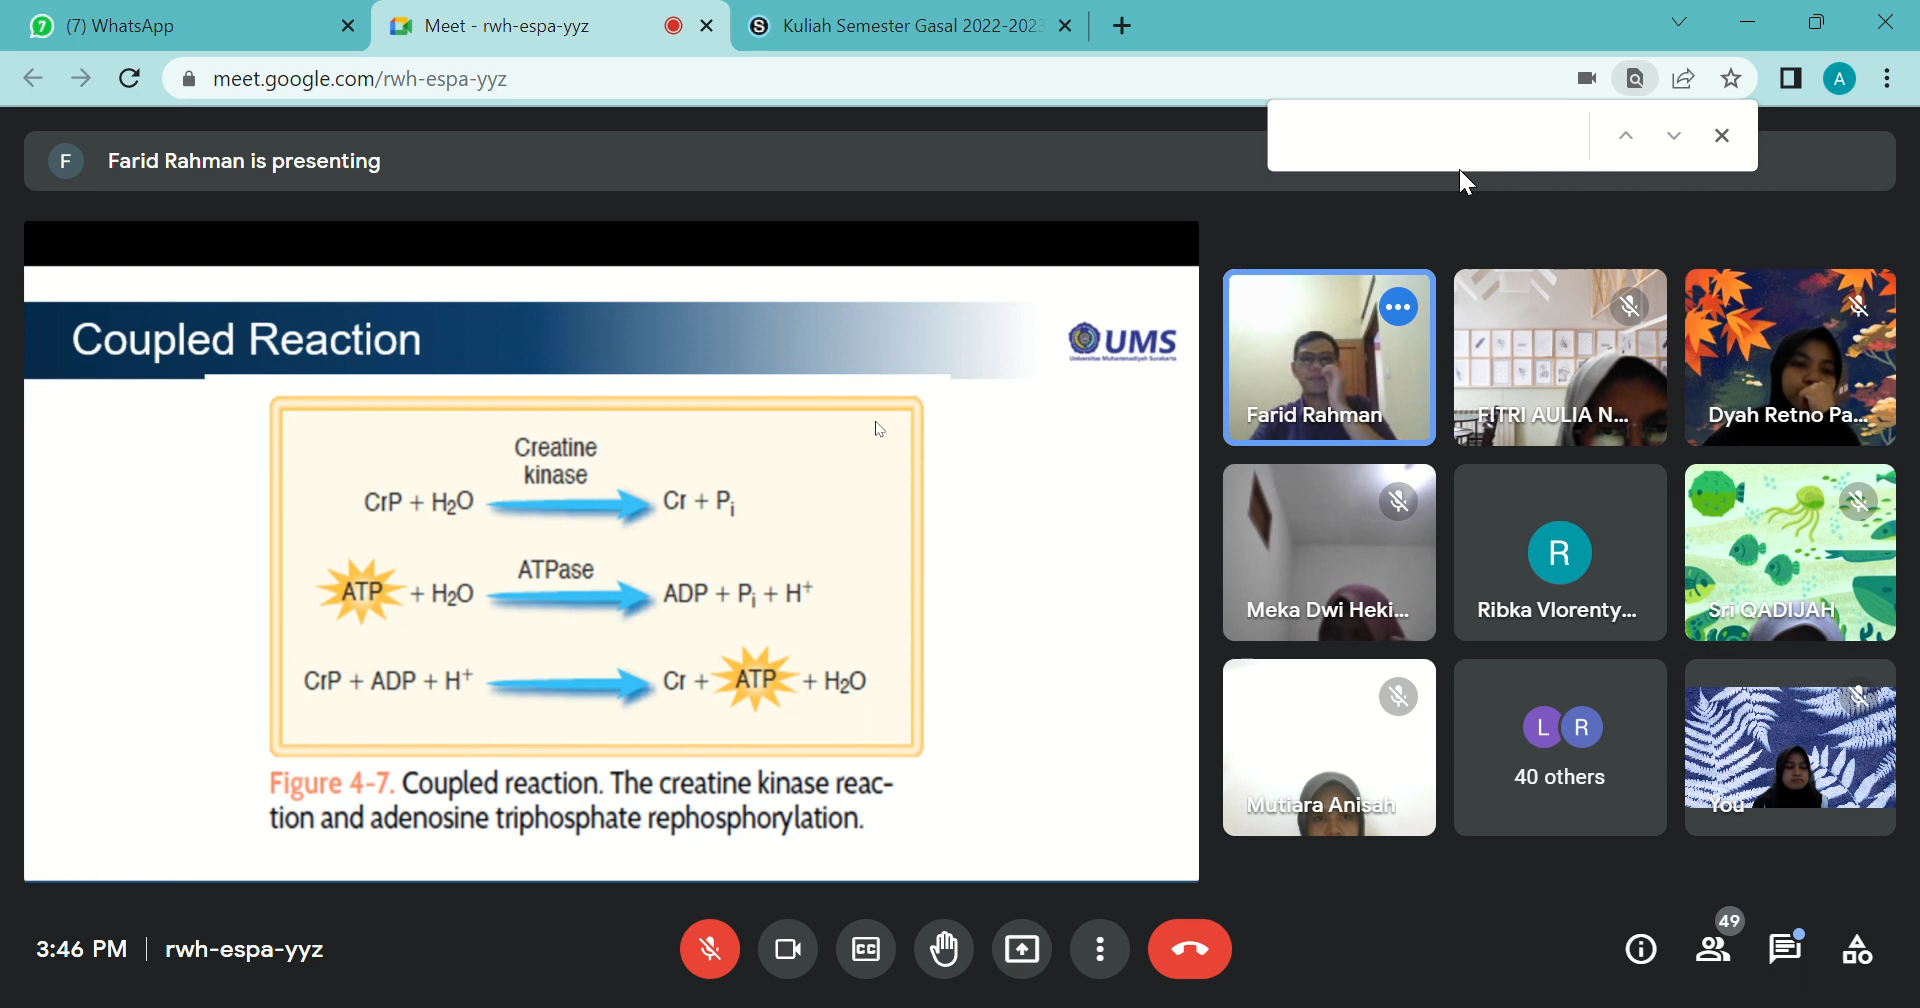 (7) WhatsApp
Meet - rwh-espa-yyz
Kuliah Semester Gasal 2022-2023
meet.google.com/rwh-espa-yyz
A
F
Farid Rahman is presenting
Coupled Reaction
UMS
Universitas Muhammadiyah Surakarta
Creatine
kinase
CrP + H₂O
Cr + Pᵢ
ATPase
ATP + H₂O
ADP + Pᵢ + H⁺
CrP + ADP + H⁺
Cr + ATP + H₂O
Figure 4-7. Coupled reaction. The creatine kinase reac-
tion and adenosine triphosphate rephosphorylation.
Farid Rahman
FITRI AULIA N...
Dyah Retno Pa...
Meka Dwi Heki...
R
Ribka Vlorenty...
Sri QADIJAH
Mutiara Anisah
L R
40 others
You
3:46 PM
rwh-espa-yyz
CC
49